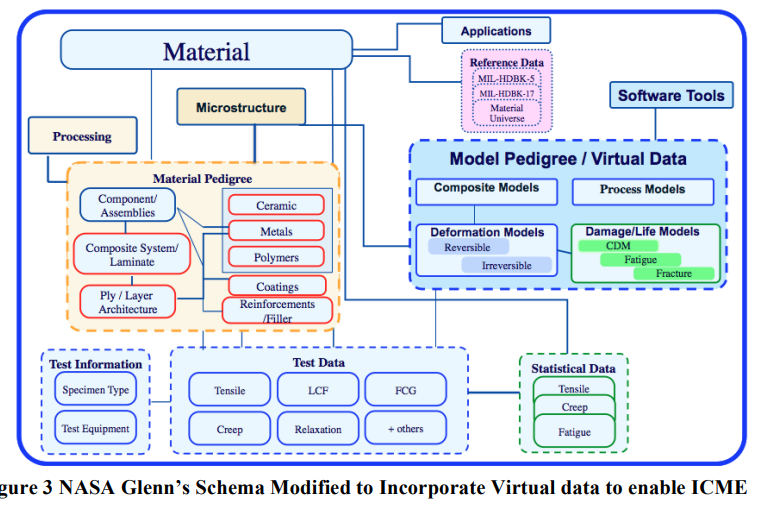 Material
Applications
Reference Data
MIL-HDBK-5
MIL-HDBK-17
Material
Universe
Software Tools
Microstructure
Processing
Material Pedigree
Component/
Assemblies
Composite System/
Laminate
Ply / Layer
Architecture
Ceramic
Metals
Polymers
Coatings
Reinforcements
/Filler
Model Pedigree / Virtual Data
Composite Models
Process Models
Deformation Models
Reversible
Irreversible
Damage/Life Models
CDM
Fatigue
Fracture
Test Information
Specimen Type
Test Equipment
Test Data
Tensile
LCF
FCG
Creep
Relaxation
+ others
Statistical Data
Tensile
Creep
Fatigue
gure 3 NASA Glenn’s Schema Modified to Incorporate Virtual data to enable ICME